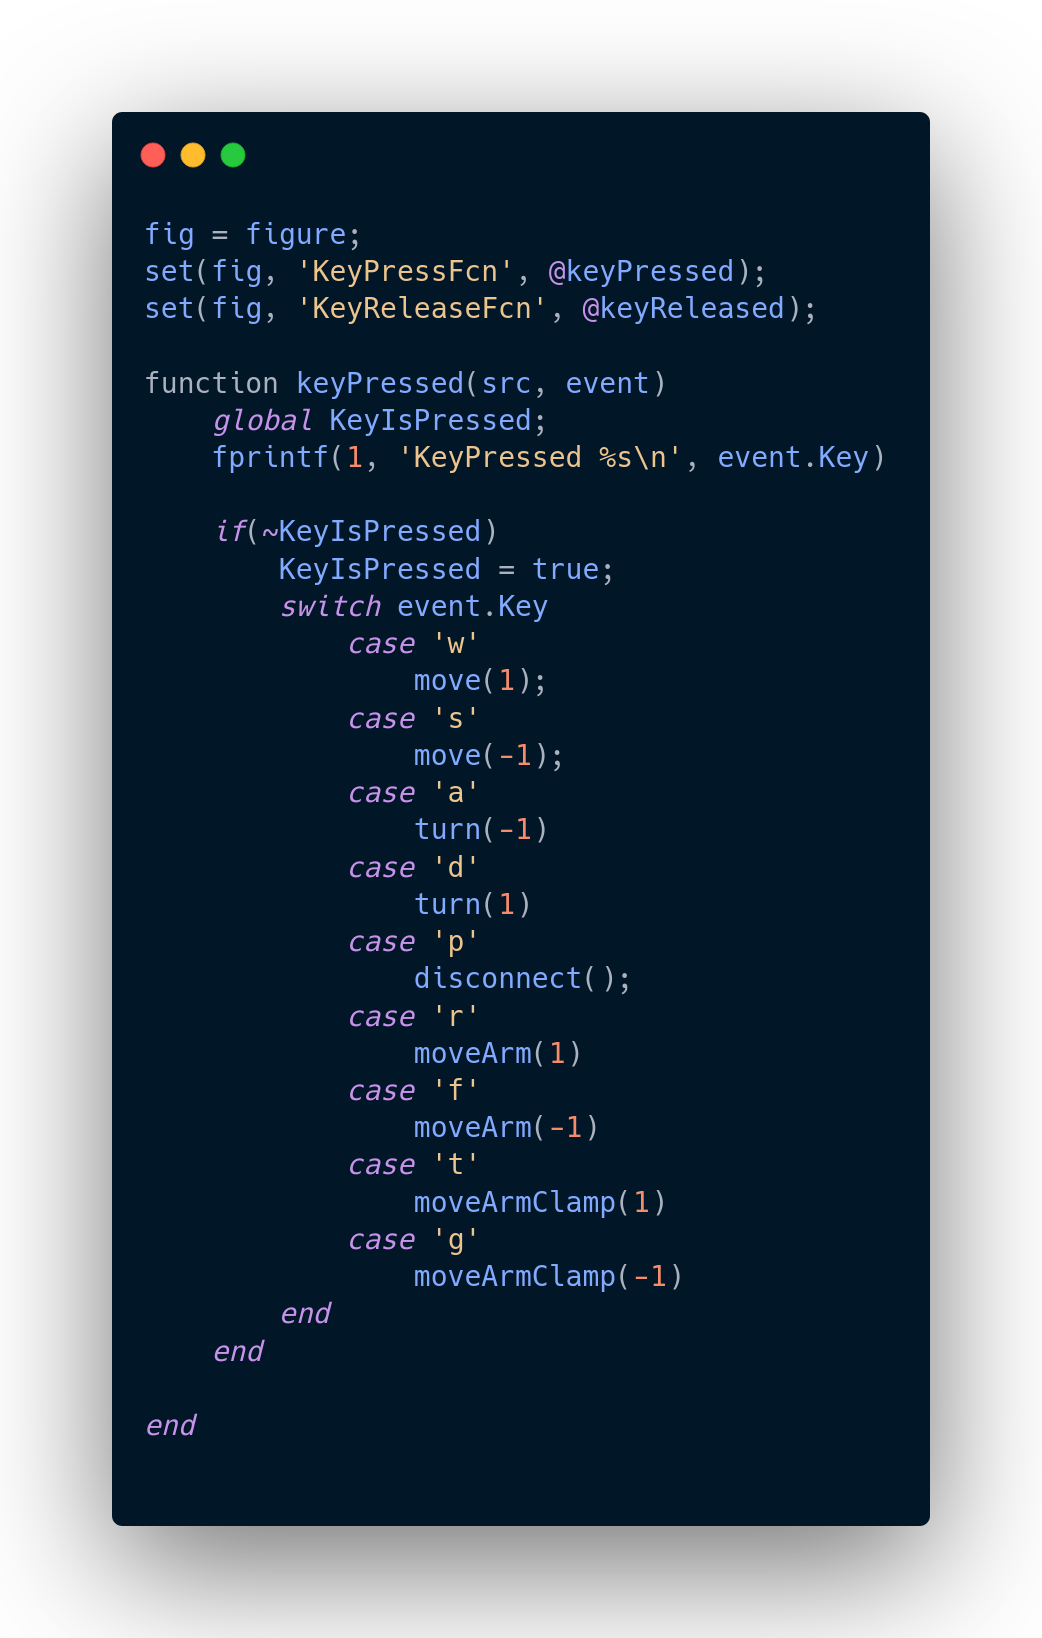 fig = figure;
set(fig, 'KeyPressFcn', @keyPressed);
set(fig, 'KeyReleaseFcn', @keyReleased);

function keyPressed(src, event)
    global KeyIsPressed;
    fprintf(1, 'KeyPressed %s\n', event.Key)

    if(~KeyIsPressed)
        KeyIsPressed = true;
        switch event.Key
            case 'w'
                move(1);
            case 's'
                move(-1);
            case 'a'
                turn(-1)
            case 'd'
                turn(1)
            case 'p'
                disconnect();
            case 'r'
                moveArm(1)
            case 'f'
                moveArm(-1)
            case 't'
                moveArmClamp(1)
            case 'g'
                moveArmClamp(-1)
        end
    end

end